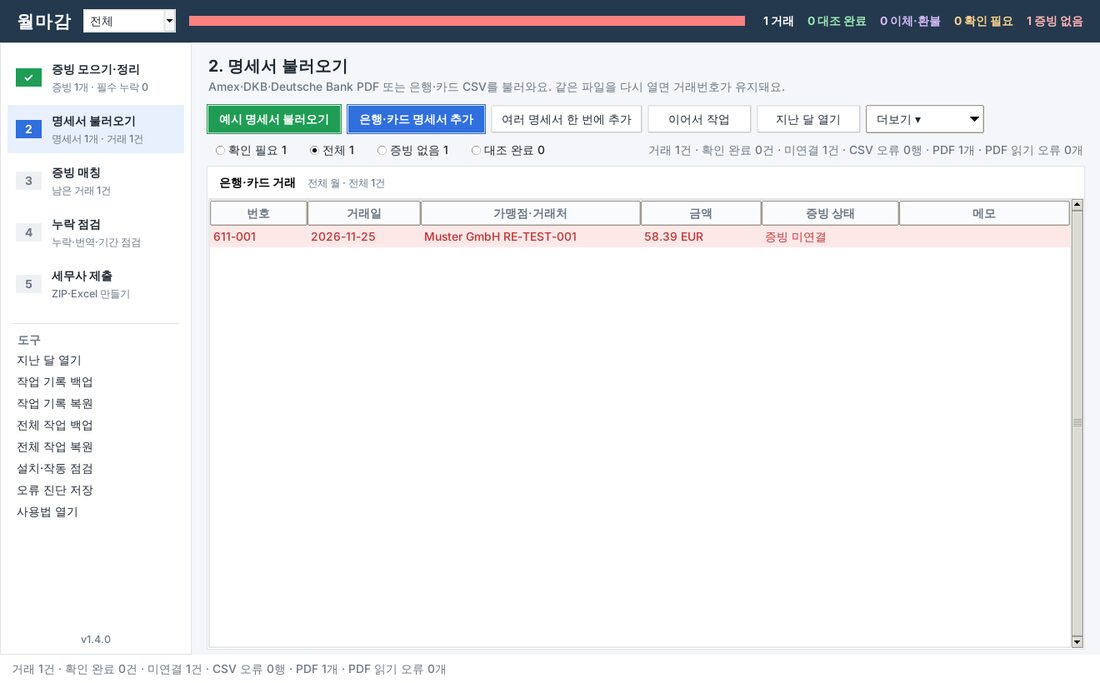 월마감 전체 1 거래 0 대조 완료 0 이체·환불 0 확인 필요 1 증빙 없음
증빙 모으기·정리
증빙 1개 · 필수 누락 0
2 명세서 불러오기
명세서 1개 · 거래 1건
3 증빙 매칭
남은 거래 1건
4 누락 점검
누락·번역·기간 점검
5 세무사 제출
ZIP·Excel 만들기
도구
지난 달 열기
작업 기록 백업
작업 기록 복원
전체 작업 백업
전체 작업 복원
설치·작동 점검
오류 진단 저장
사용법 열기
v1.4.0
2. 명세서 불러오기
Amex·DKB·Deutsche Bank PDF 또는 은행·카드 CSV를 불러와요. 같은 파일을 다시 열면 거래번호가 유지돼요.
예시 명세서 불러오기 은행·카드 명세서 추가 여러 명세서 한 번에 추가 이어서 작업 지난 달 열기 더보기 ▾
확인 필요 1 전체 1 증빙 없음 1 대조 완료 0 거래 1건 · 확인 완료 0건 · 미연결 1건 · CSV 오류 0행 · PDF 1개 · PDF 읽기 오류 0개
은행·카드 거래 전체 월 · 전체 1건
번호 거래일 가맹점·거래처 금액 증빙 상태 메모
611-001 2026-11-25 Muster GmbH RE-TEST-001 58.39 EUR 증빙 미연결
거래 1건 · 확인 완료 0건 · 미연결 1건 · CSV 오류 0행 · PDF 1개 · PDF 읽기 오류 0개